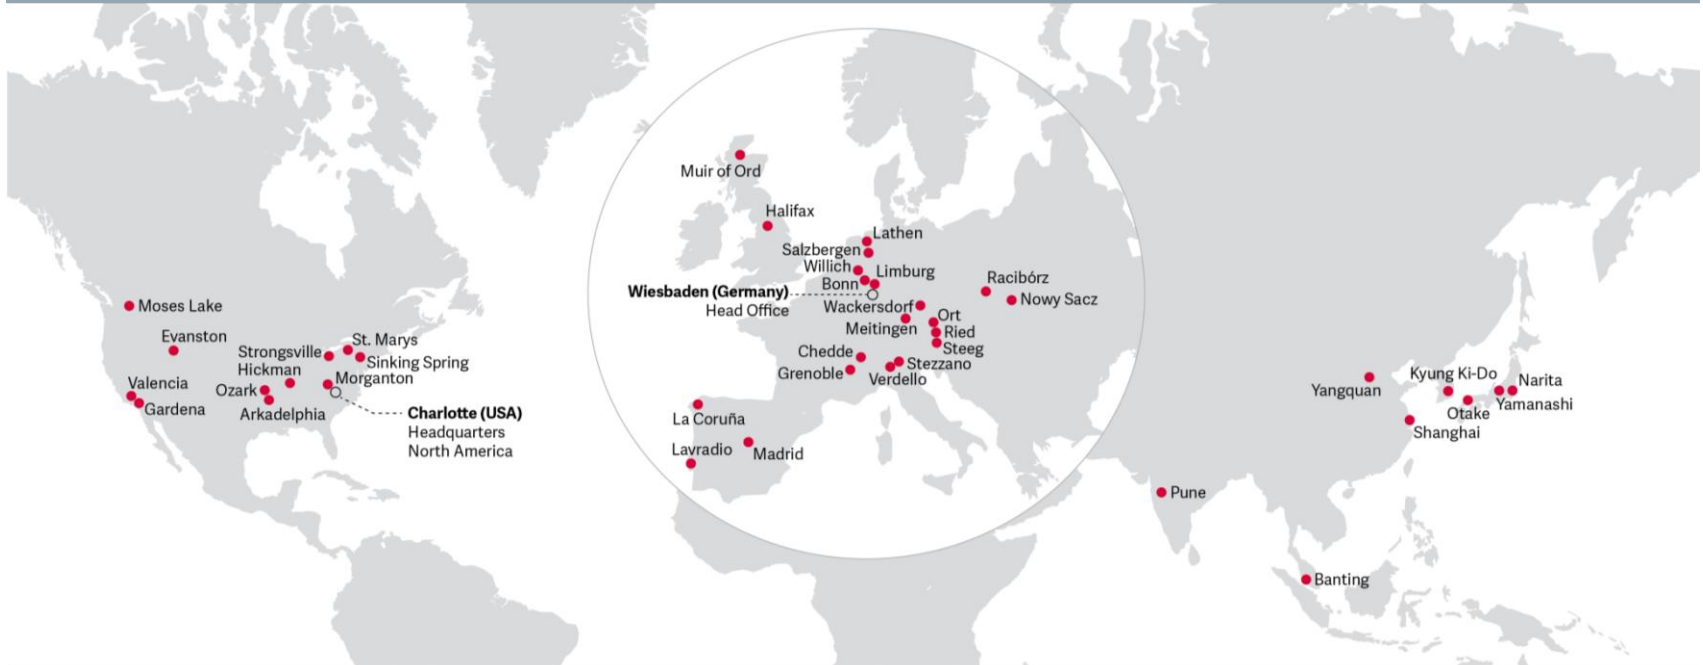 Moses Lake
Evanston
Valencia
Gardena
Strongsville
Hickman
Ozark
Arkadelphia
St. Marys
Sinking Spring
Morganton
Charlotte (USA)
Headquarters
North America
Muir of Ord
Halifax
Lathen
Salzbergen
Willich
Limburg
Bonn
Wiesbaden (Germany)
Head Office
Wackersdorf
Meitingen
Ort
Ried
Steeg
Racibórz
Nowy Sacz
Chedde
Grenoble
Stezzano
Verdello
La Coruña
Lavradio
Madrid
Yangquan
Kyung Ki-Do
Narita
Yamanashi
Otake
Shanghai
Pune
Banting